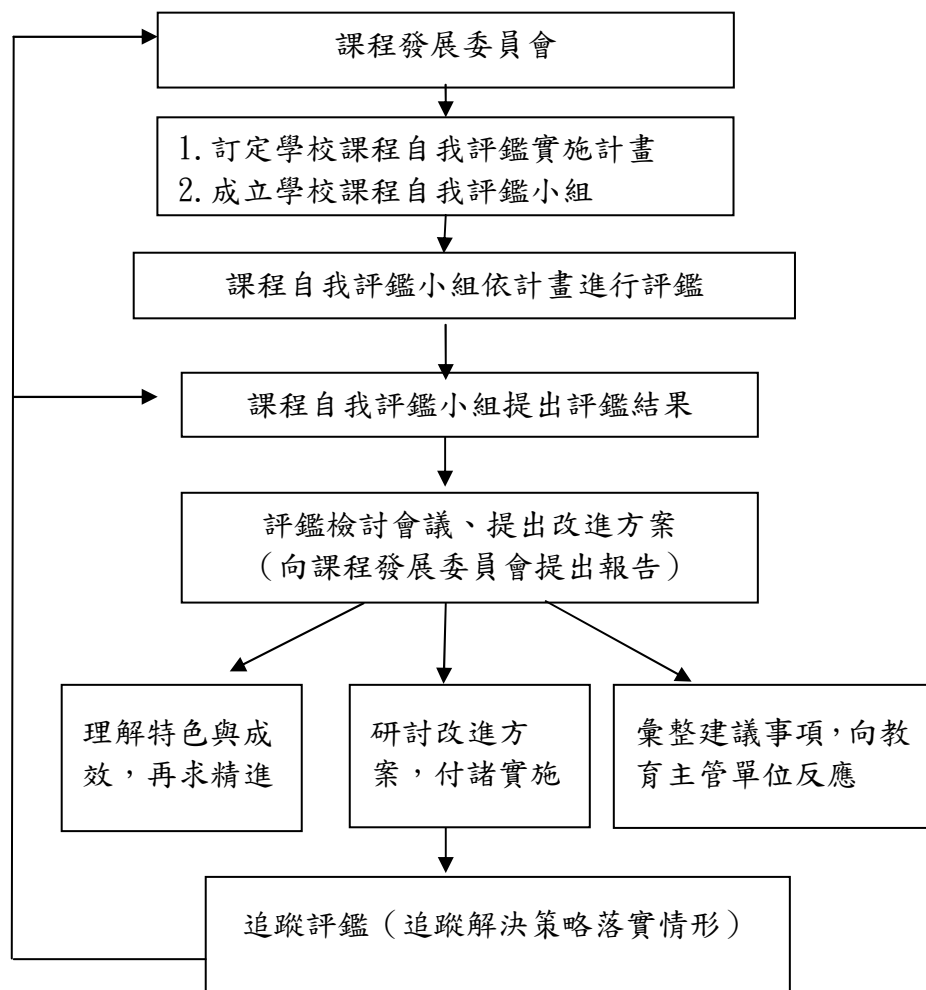 課程發展委員會
1.訂定學校課程自我評鑑實施計畫
2.成立學校課程自我評鑑小組
課程自我評鑑小組依計畫進行評鑑
課程自我評鑑小組提出評鑑結果
評鑑檢討會議、提出改進方案
（向課程發展委員會提出報告）
理解特色與成
效，再求精進
研討改進方
案，付諸實施
彙整建議事項，向教
育主管單位反應
追蹤評鑑（追蹤解決策略落實情形）